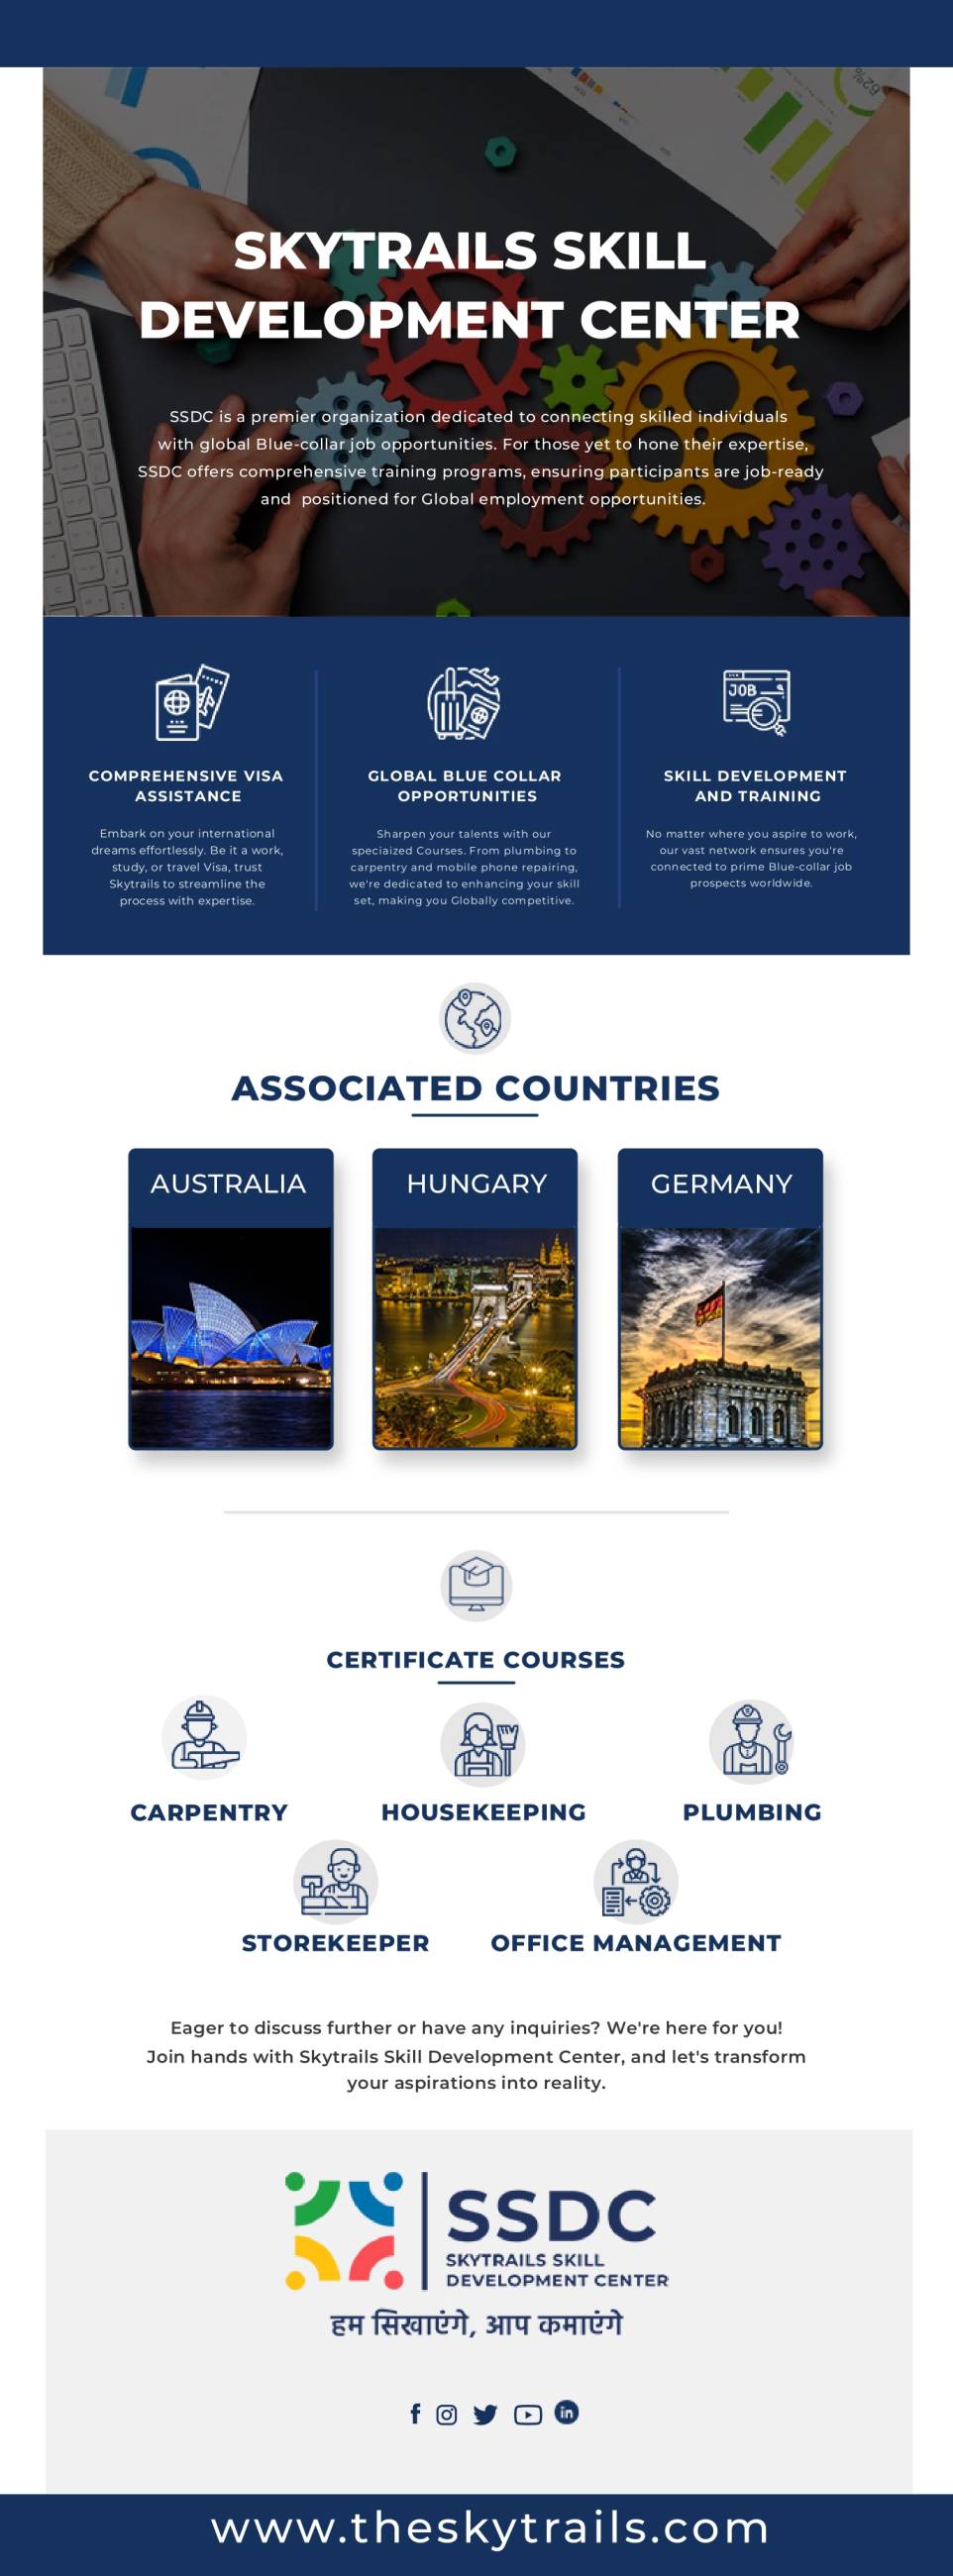 62%
SKYTRAILS SKILL
DEVELOPMENT CENTER
SSDC is a premier organization dedicated to connecting skilled individuals
with global Blue-collar job opportunities. For those yet to hone their expertise,
SSDC offers comprehensive training programs, ensuring participants are job-ready
and positioned for Global employment opportunities.
JOB
COMPREHENSIVE VISA
ASSISTANCE
Embark on your international
dreams effortlessly. Be it a work,
study, or travel Visa, trust
Skytrails to streamline the
process with expertise.
GLOBAL BLUE COLLAR
OPPORTUNITIES
Sharpen your talents with our
speciaized Courses. From plumbing to
carpentry and mobile phone repairing,
we're dedicated to enhancing your skill
set, making you Globally competitive.
SKILL DEVELOPMENT
AND TRAINING
No matter where you aspire to work,
our vast network ensures you're
connected to prime Blue-collar job
prospects worldwide.
ASSOCIATED COUNTRIES
AUSTRALIA
HUNGARY
GERMANY
CERTIFICATE COURSES
CARPENTRY
HOUSEKEEPING
PLUMBING
STOREKEEPER
OFFICE MANAGEMENT
Eager to discuss further or have any inquiries? We're here for you!
Join hands with Skytrails Skill Development Center, and let's transform
your aspirations into reality.
SSDC
SKYTRAILS SKILL
DEVELOPMENT CENTER
हम सिखाएंगे, आप कमाएंगे
www.theskytrails.com